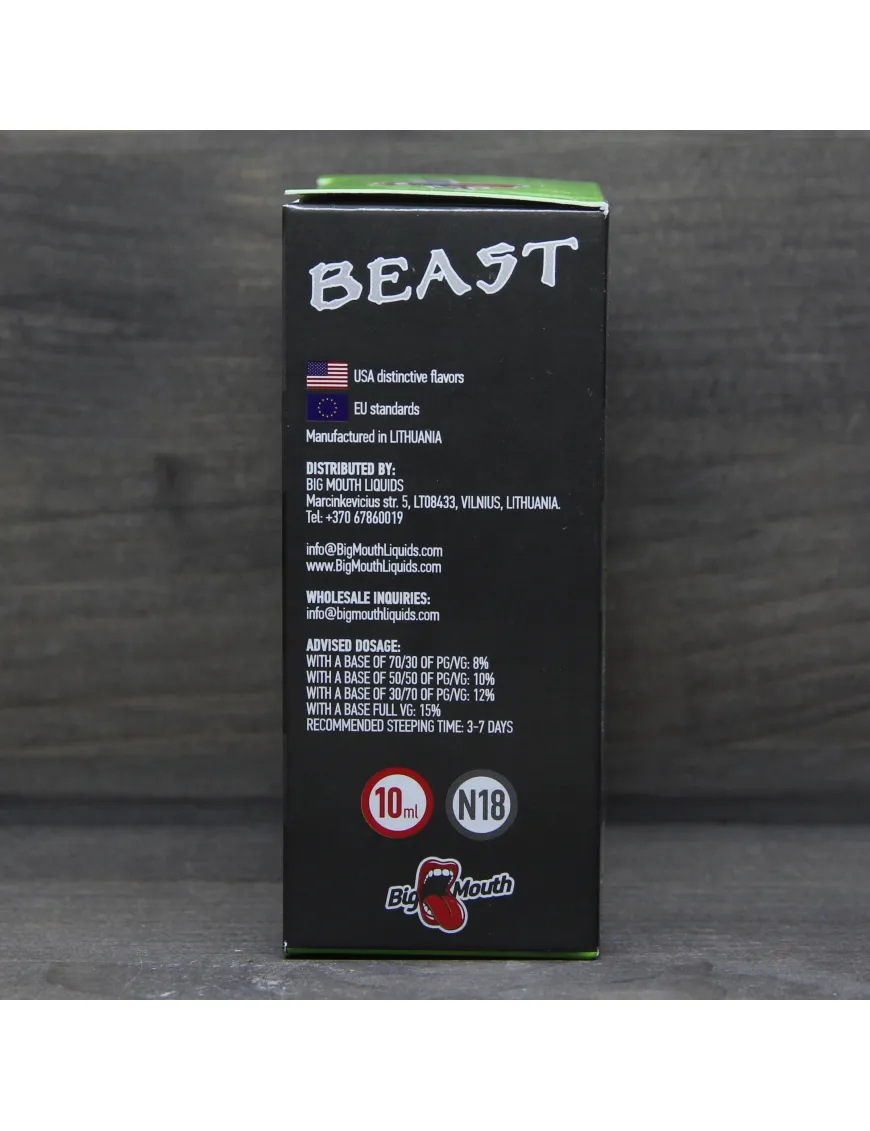 BEAST
USA distinctive flavors
EU standards
Manufactured in LITHUANIA
DISTRIBUTED BY:
BIG MOUTH LIQUIDS
Marcinkevicius str. 5, LT08433, VILNIUS, LITHUANIA.
Tel: +370 67860019
info@BigMouthLiquids.com
www.BigMouthLiquids.com
WHOLESALE INQUIRIES:
info@bigmouthliquids.com
ADVISED DOSAGE:
WITH A BASE OF 70/30 OF PG/VG: 8%
WITH A BASE OF 50/50 OF PG/VG: 10%
WITH A BASE OF 30/70 OF PG/VG: 12%
WITH A BASE FULL VG: 15%
RECOMMENDED STEEPING TIME: 3-7 DAYS
10ml N18
Big Mouth